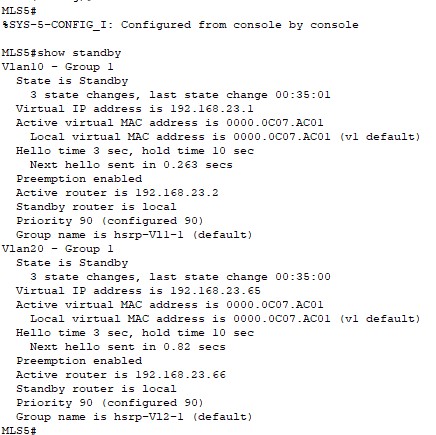 MLS5#
%SYS-5-CONFIG_I: Configured from console by console
MLS5#show standby
Vlan10 - Group 1
State is Standby
3 state changes, last state change 00:35:01
Virtual IP address is 192.168.23.1
Active virtual MAC address is 0000.0C07.AC01
Local virtual MAC address is 0000.0C07.AC01 (v1 default)
Hello time 3 sec, hold time 10 sec
Next hello sent in 0.263 secs
Preemption enabled
Active router is 192.168.23.2
Standby router is local
Priority 90 (configured 90)
Group name is hsrp-Vl1-1 (default)
Vlan20 - Group 1
State is Standby
3 state changes, last state change 00:35:00
Virtual IP address is 192.168.23.65
Active virtual MAC address is 0000.0C07.AC01
Local virtual MAC address is 0000.0C07.AC01 (v1 default)
Hello time 3 sec, hold time 10 sec
Next hello sent in 0.82 secs
Preemption enabled
Active router is 192.168.23.66
Standby router is local
Priority 90 (configured 90)
Group name is hsrp-Vl2-1 (default)
MLS5#